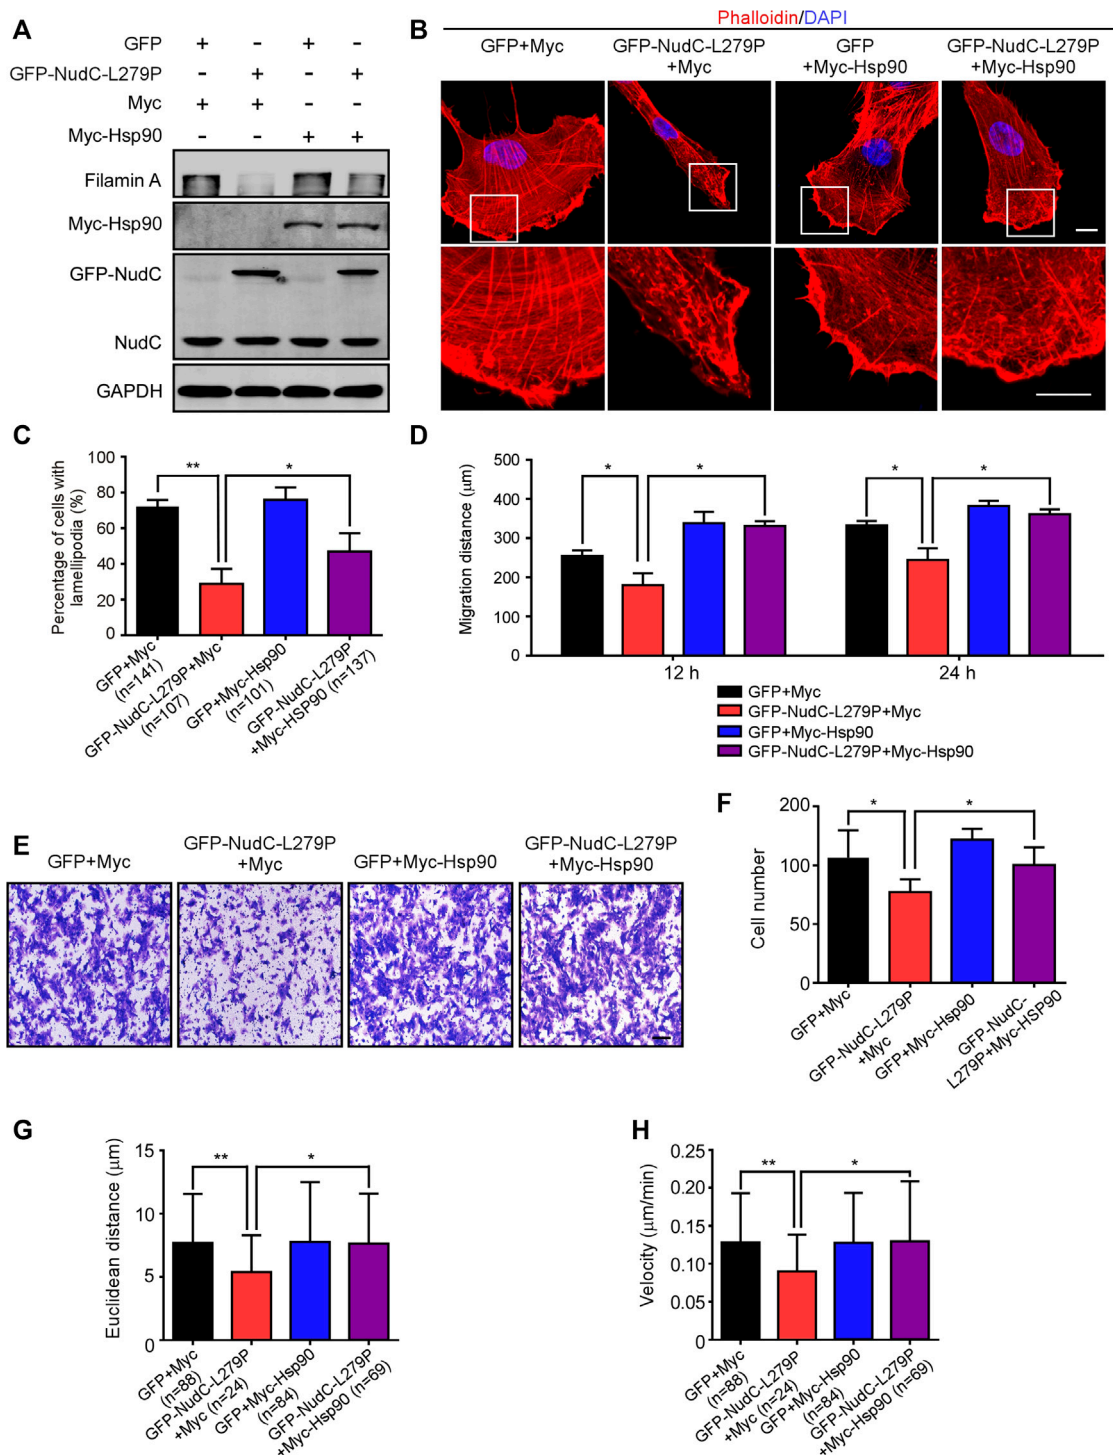 A
GFP + - + -
GFP-NudC-L279P - + - +
Myc + + - -
Myc-Hsp90 - - + +
Filamin A
Myc-Hsp90
GFP-NudC
NudC
GAPDH
B
Phalloidin/DAPI
GFP+Myc
GFP-NudC-L279P
+Myc
GFP
+Myc-Hsp90
GFP-NudC-L279P
+Myc-Hsp90
C
Percentage of cells with
lamellipodia (%)
100
80
60
40
20
0
** *
GFP+Myc
(n=141)
GFP-NudC-L279P+Myc
(n=107)
GFP+Myc-Hsp90
(n=101)
GFP-NudC-L279P
+Myc-HSP90 (n=137)
D
Migration distance (μm)
500
400
300
200
100
0
* *
* *
12 h
24 h
GFP+Myc
GFP-NudC-L279P+Myc
GFP+Myc-Hsp90
GFP-NudC-L279P+Myc-Hsp90
E
GFP+Myc
GFP-NudC-L279P
+Myc
GFP+Myc-Hsp90
GFP-NudC-L279P
+Myc-Hsp90
F
Cell number
200
100
50
0
* *
GFP+Myc
GFP-NudC-L279P
+Myc
GFP+Myc-Hsp90
GFP-NudC-
L279P+Myc-HSP90
G
Euclidean distance (μm)
15
10
5
0
** *
GFP+Myc
(n=88)
GFP-NudC-L279P
+Myc (n=24)
GFP+Myc-Hsp90
(n=84)
GFP-NudC-L279P
+Myc-Hsp90 (n=69)
H
Velocity (μm/min)
0.25
0.20
0.15
0.10
0.05
0
** *
GFP+Myc
(n=88)
GFP-NudC-L279P
+Myc (n=24)
GFP+Myc-Hsp90
(n=84)
GFP-NudC-L279P
+Myc-Hsp90 (n=69)